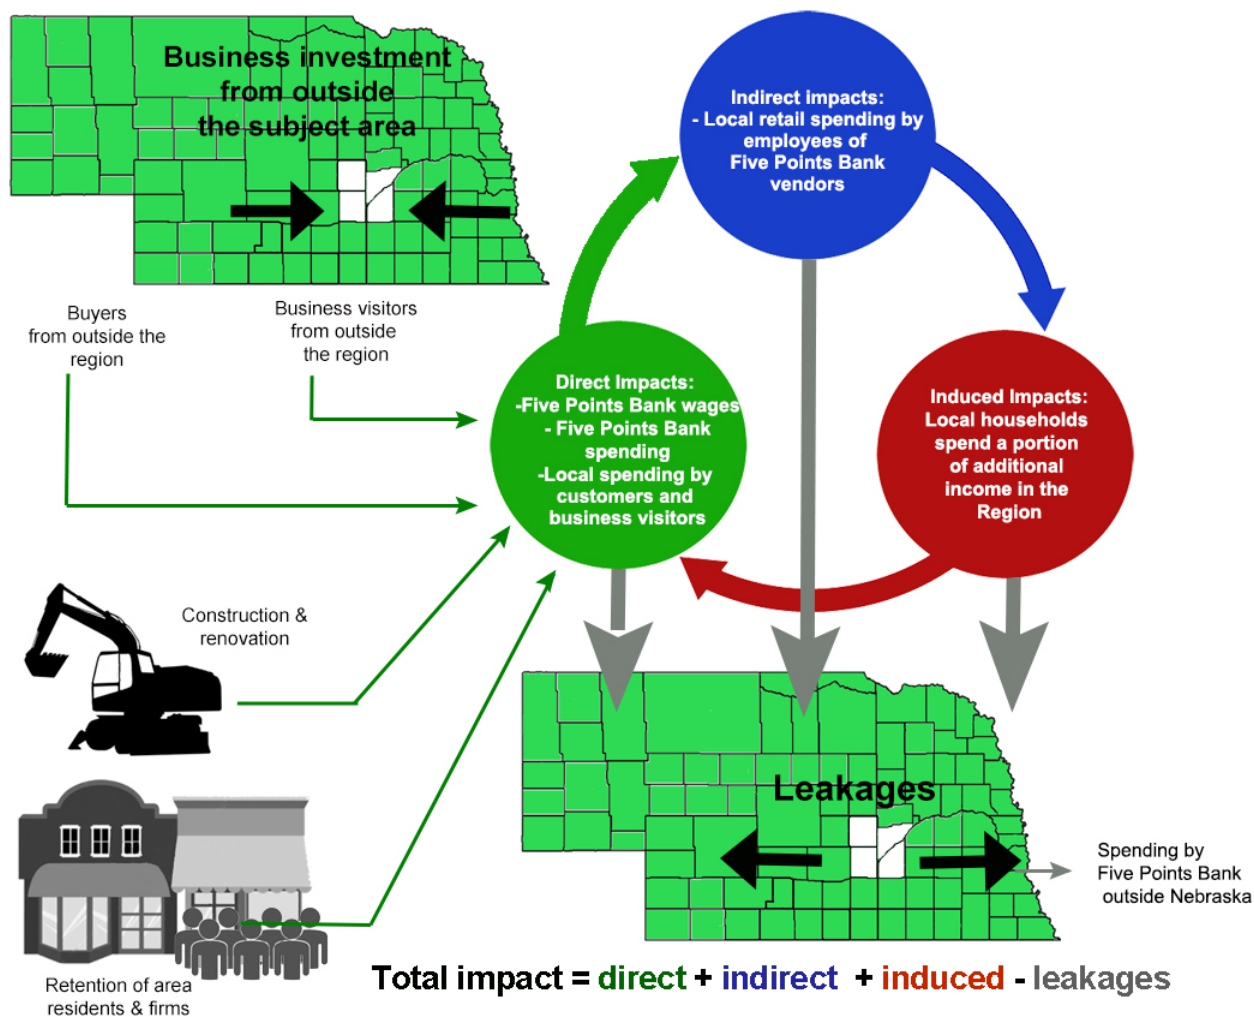 Business investment
from outside
the subject area
Buyers
from outside the
region
Business visitors
from outside
the region
Indirect impacts:
- Local retail spending by
employees of
Five Points Bank
vendors
Direct Impacts:
-Five Points Bank wages
- Five Points Bank
spending
-Local spending by
customers and
business visitors
Induced Impacts:
Local households
spend a portion
of additional
income in the
Region
Construction &
renovation
Retention of area
residents & firms
Leakages
Spending by
Five Points Bank
outside Nebraska
Total impact = direct + indirect + induced - leakages